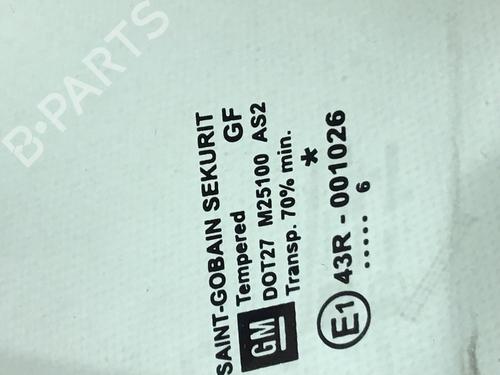 SAINT-GOBAIN SEKURIT
Tempered GF
GM DOT27 M25100 AS2
Transp. 70% min.
*
E1 43R - 001026
..... 6
B-PARTS